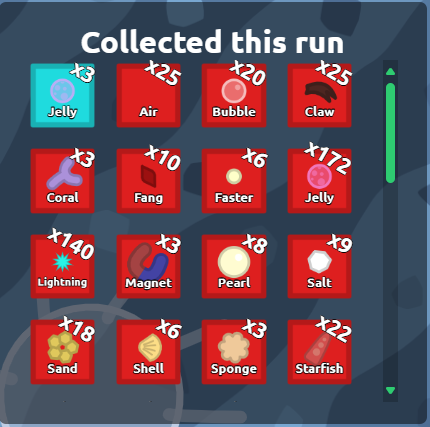 Collected this run
x3 x25 x20 x25
Jelly Air Bubble Claw
x3 x10 x6 x172
Coral Fang Faster Jelly
x140 x3 x8 x9
Lightning Magnet Pearl Salt
x18 x6 x3 x22
Sand Shell Sponge Starfish